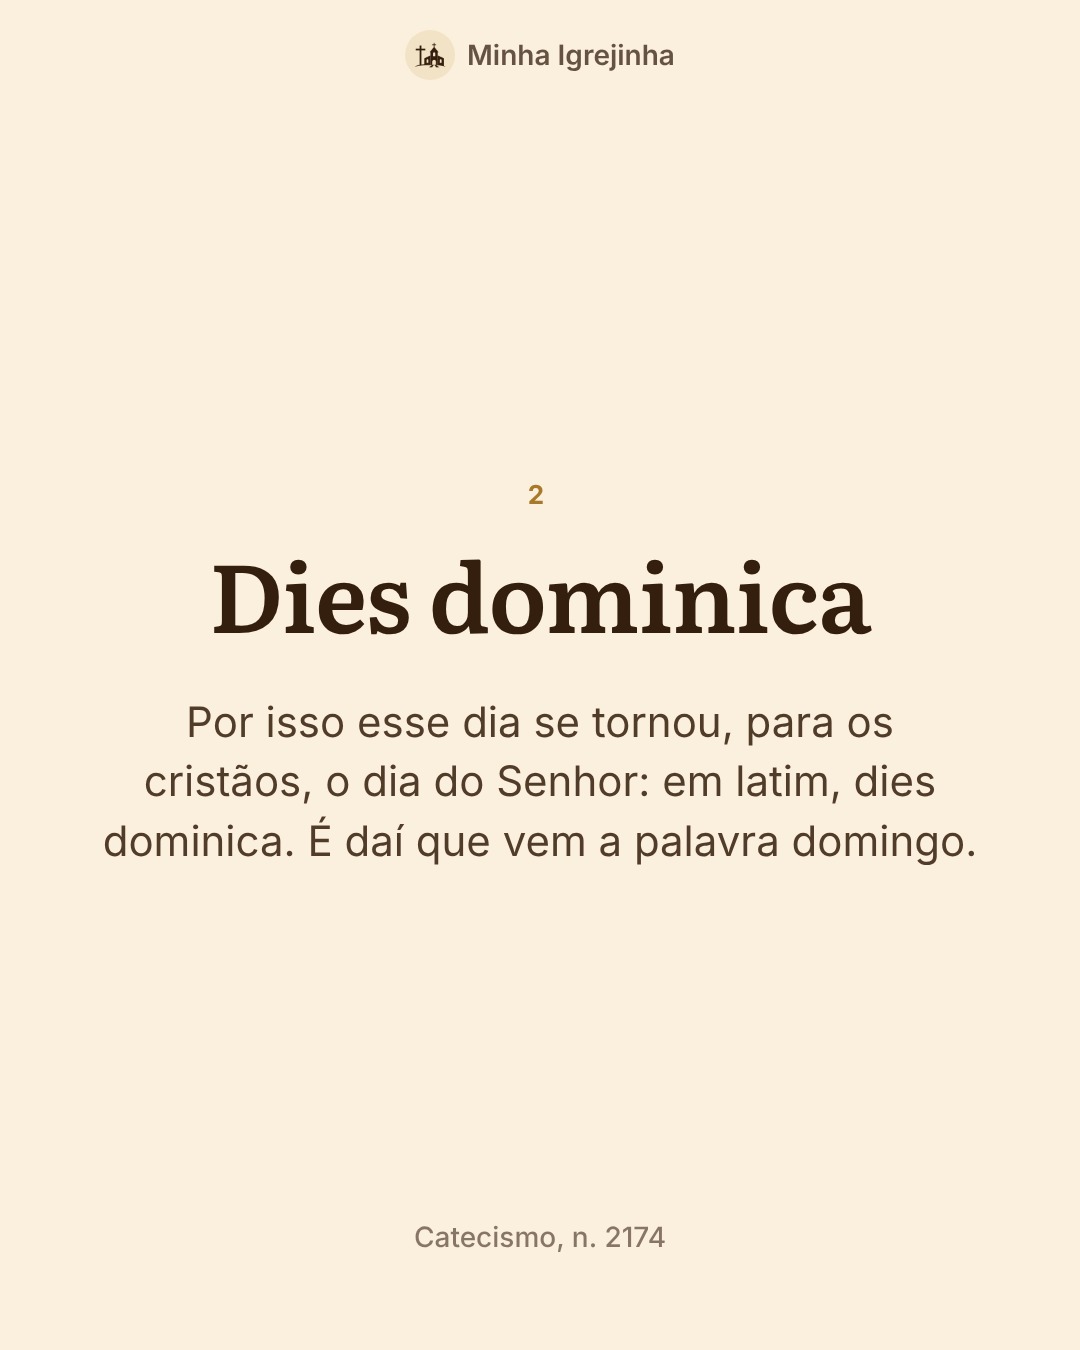 Minha Igrejinha
2
Dies dominica
Por isso esse dia se tornou, para os
cristãos, o dia do Senhor: em latim, dies
dominica. É daí que vem a palavra domingo.
Catecismo, n. 2174